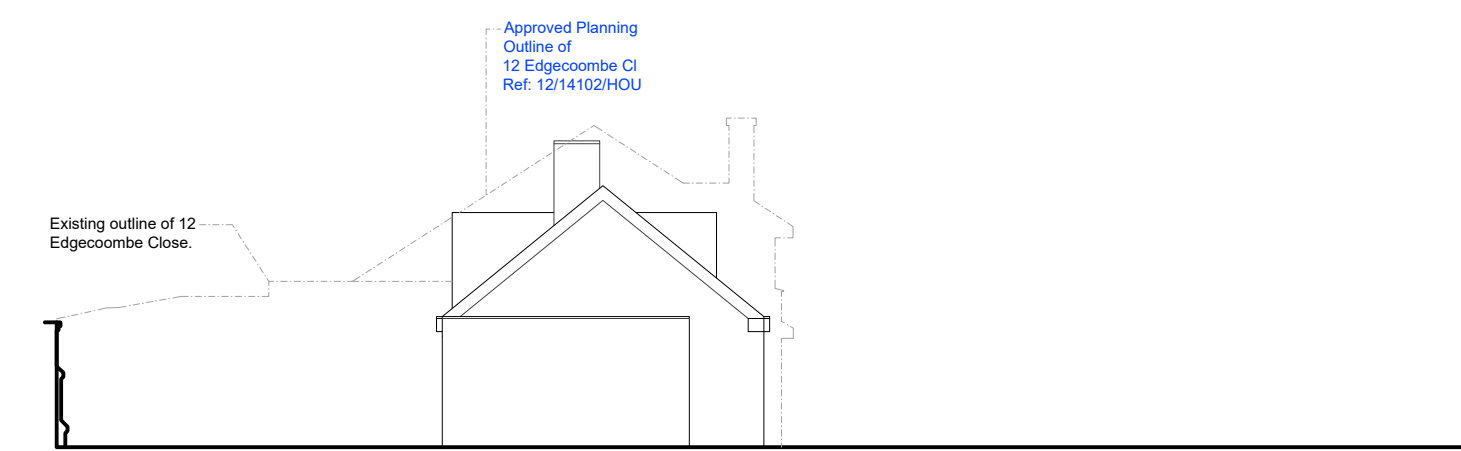 Approved Planning
Outline of
12 Edgecoombe Cl
Ref: 12/14102/HOU
Existing outline of 12
Edgecoombe Close.